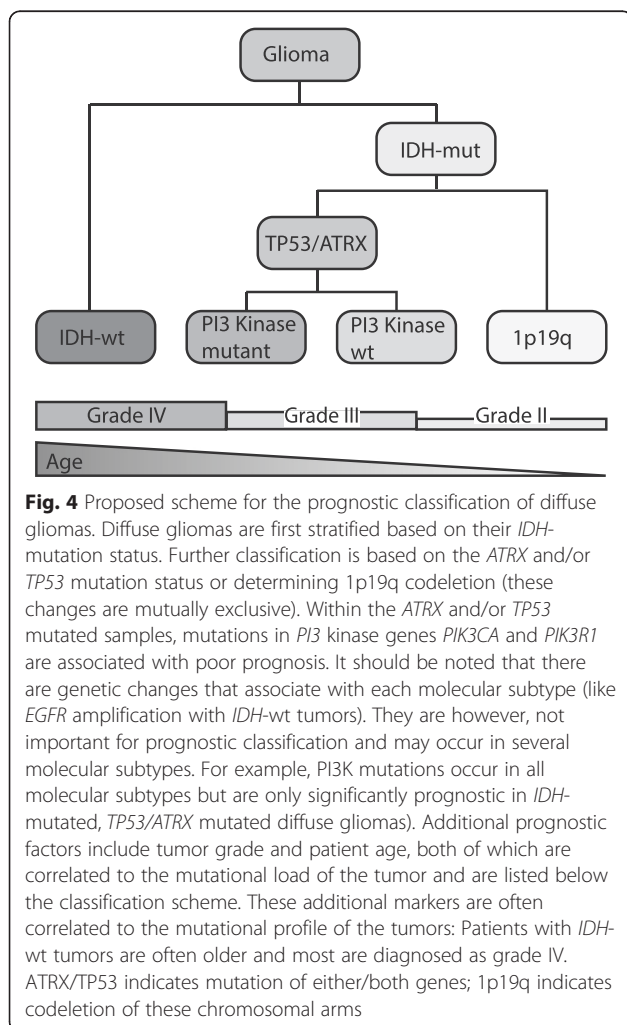 Glioma
IDH-mut
TP53/ATRX
IDH-wt
PI3 Kinase
mutant
PI3 Kinase
wt
1p19q
Grade IV
Grade III
Grade II
Age
Fig. 4 Proposed scheme for the prognostic classification of diffuse
gliomas. Diffuse gliomas are first stratified based on their IDH-
mutation status. Further classification is based on the ATRX and/or
TP53 mutation status or determining 1p19q codeletion (these
changes are mutually exclusive). Within the ATRX and/or TP53
mutated samples, mutations in PI3 kinase genes PIK3CA and PIK3R1
are associated with poor prognosis. It should be noted that there
are genetic changes that associate with each molecular subtype (like
EGFR amplification with IDH-wt tumors). They are however, not
important for prognostic classification and may occur in several
molecular subtypes. For example, PI3K mutations occur in all
molecular subtypes but are only significantly prognostic in IDH-
mutated, TP53/ATRX mutated diffuse gliomas). Additional prognostic
factors include tumor grade and patient age, both of which are
correlated to the mutational load of the tumor and are listed below
the classification scheme. These additional markers are often
correlated to the mutational profile of the tumors: Patients with IDH-
wt tumors are often older and most are diagnosed as grade IV.
ATRX/TP53 indicates mutation of either/both genes; 1p19q indicates
codeletion of these chromosomal arms